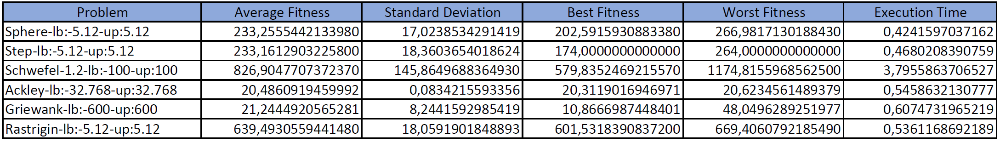 Problem Average Fitness Standard Deviation Best Fitness Worst Fitness Execution Time
Sphere-lb:-5.12-up:5.12 233,2555442133980 17,0238534291419 202,5915930883380 266,9817130188430 0,4241597037162
Step-lb:-5.12-up:5.12 233,1612903225800 18,3603654018624 174,0000000000000 264,0000000000000 0,4680208390759
Schwefel-1.2-lb:-100-up:100 826,9047707372370 145,8649688364930 579,8352469215570 1174,8155968562500 3,7955863706527
Ackley-lb:-32.768-up:32.768 20,4860919459992 0,0834215593356 20,3119016946971 20,6234561489379 0,5458632130777
Griewank-lb:-600-up:600 21,2444920565281 8,2441592985419 10,8666987448401 48,0496289251977 0,6074731965219
Rastrigin-lb:-5.12-up:5.12 639,4930559441480 18,0591901848893 601,5318390837200 669,4060792185490 0,5361168692189